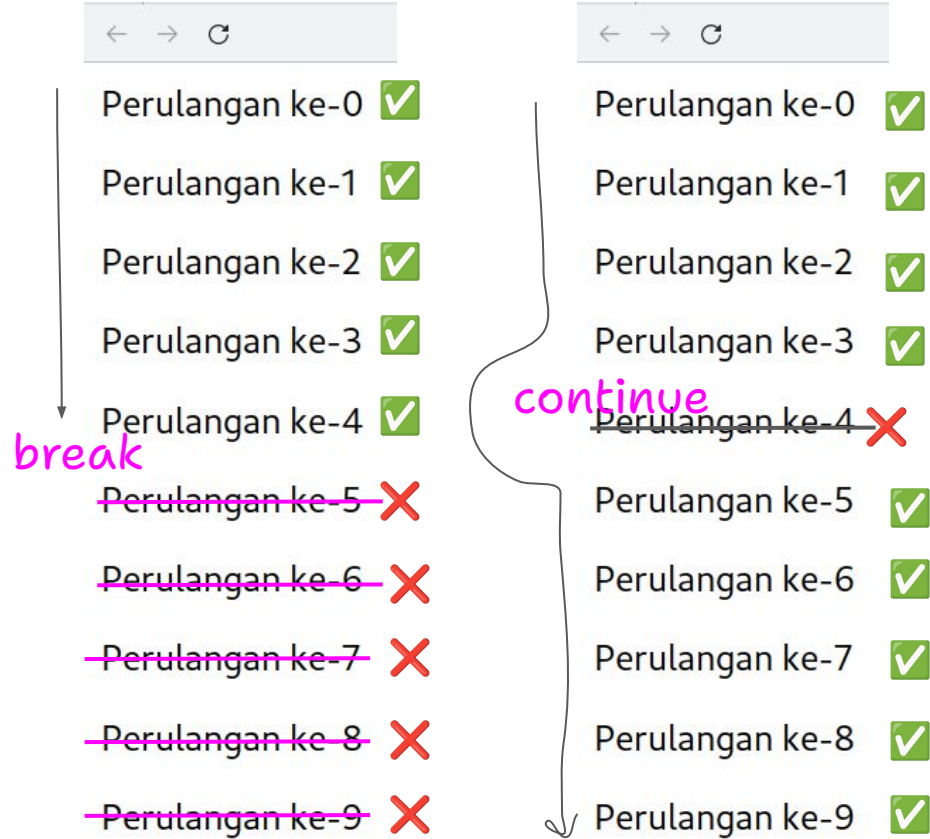 Perulangan ke-0
Perulangan ke-1
Perulangan ke-2
Perulangan ke-3
Perulangan ke-4
break
Perulangan ke-5
Perulangan ke-6
Perulangan ke-7
Perulangan ke-8
Perulangan ke-9
Perulangan ke-0
Perulangan ke-1
Perulangan ke-2
Perulangan ke-3
continue
Perulangan ke-4
Perulangan ke-5
Perulangan ke-6
Perulangan ke-7
Perulangan ke-8
Perulangan ke-9